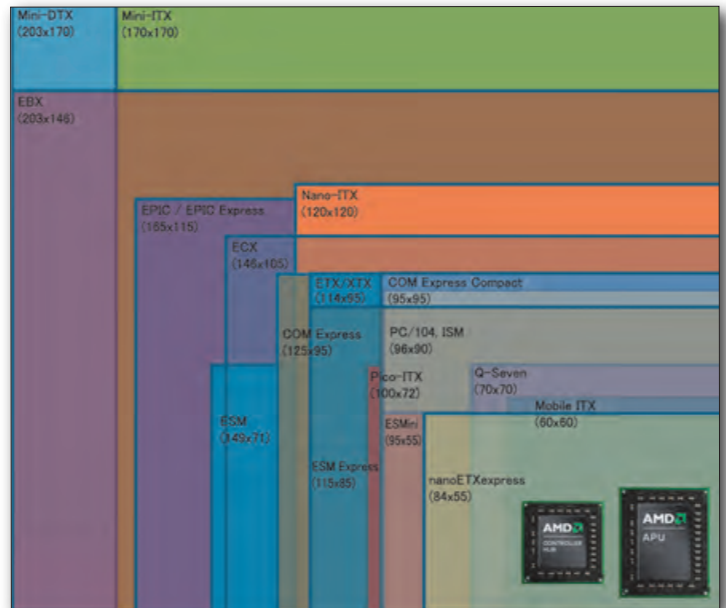 Mini-DTX
(203x170)
Mini-ITX
(170x170)
EBX
(203x146)
Nano-ITX
(120x120)
EPIC / EPIC Express
(165x115)
ECX
(146x105)
ETX/XTX
(114x95)
COM Express Compact
(95x95)
COM Express
(125x95)
PC/104, ISM
(96x90)
Pico-ITX
(100x72)
Q-Seven
(70x70)
Mobile ITX
(60x60)
ESM
(149x71)
ESMini
(95x55)
ESM Express
(115x85)
nanoETXexpress
(84x55)
AMD
CONTROLLER
HUB
AMD
APU